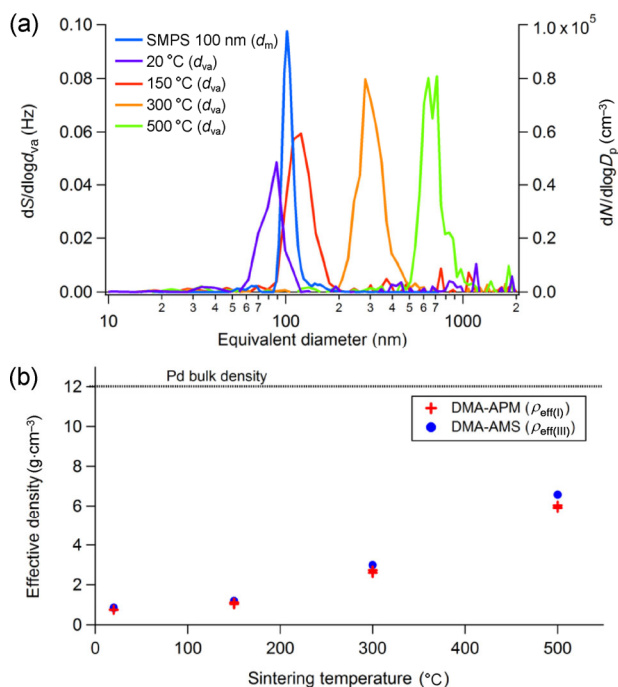 (a)
SMPS 100 nm (dm)
20 °C (dva)
150 °C (dva)
300 °C (dva)
500 °C (dva)
0.10
0.08
0.06
0.04
0.02
0.00
dS/dlogdva (Hz)
1.0 × 10^5
0.8
0.6
0.4
0.2
0.0
dN/dlogDp (cm⁻³)
10 2 3 4 5 6 7 100 2 3 4 5 6 7 1000 2
Equivalent diameter (nm)
(b)
Pd bulk density
12
10
8
6
4
2
0
Effective density (g·cm⁻³)
DMA-APM (ρeff(I))
DMA-AMS (ρeff(III))
0 100 200 300 400 500
Sintering temperature (°C)